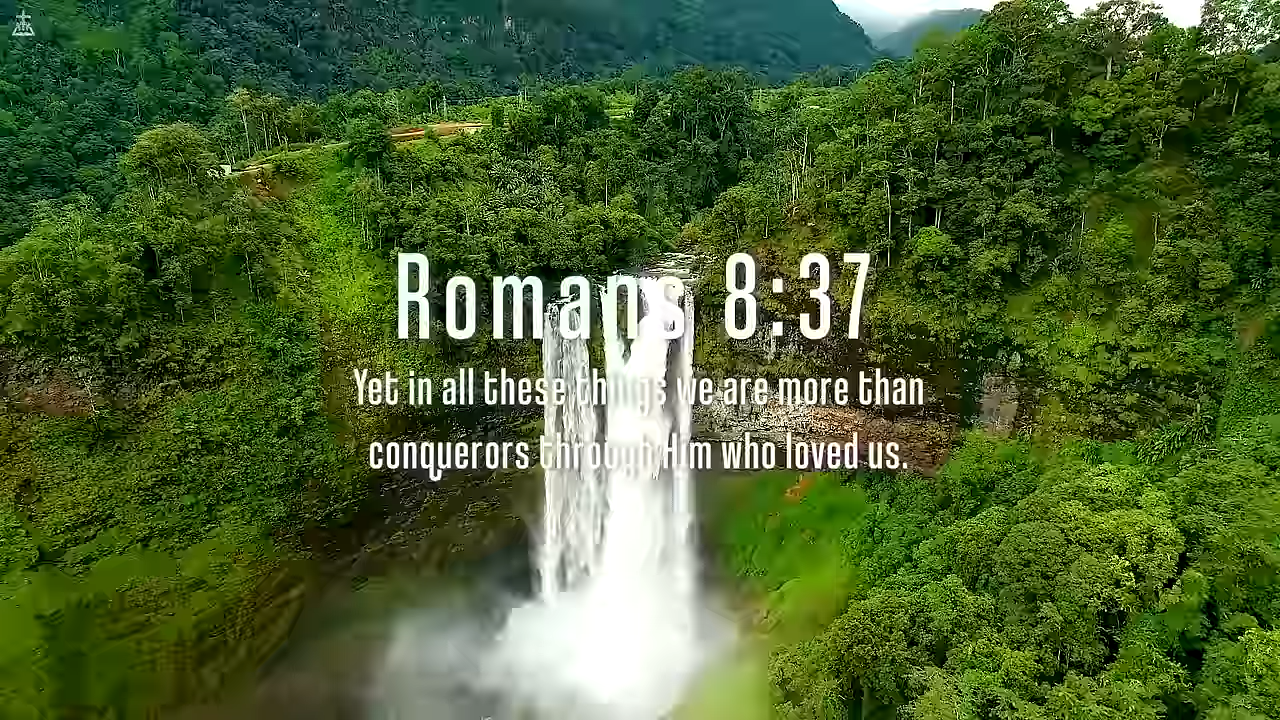 Romans 8:37
Yet in all these things we are more than
conquerors through Him who loved us.